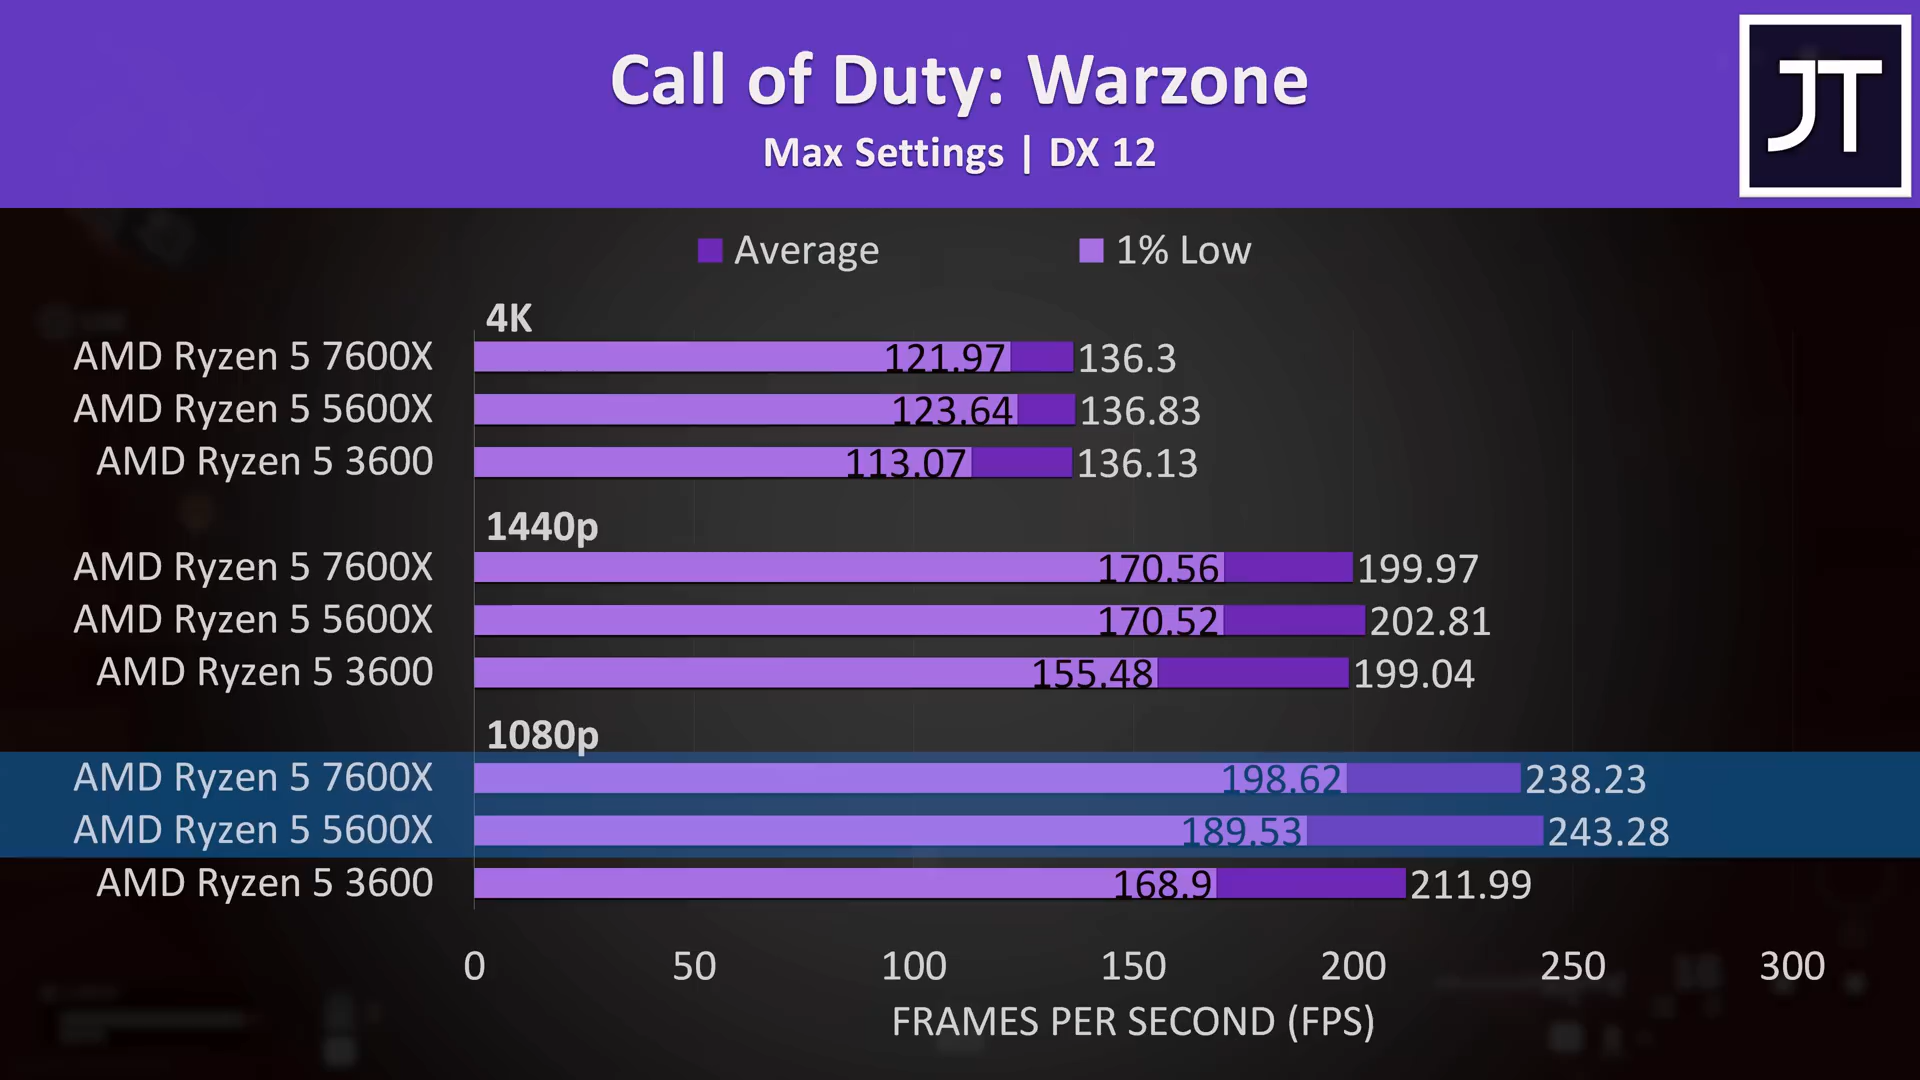 Call of Duty: Warzone
Max Settings | DX 12
JT
Average 1% Low
4K
AMD Ryzen 5 7600X 121.97 136.3
AMD Ryzen 5 5600X 123.64 136.83
AMD Ryzen 5 3600 113.07 136.13
1440p
AMD Ryzen 5 7600X 170.56 199.97
AMD Ryzen 5 5600X 170.52 202.81
AMD Ryzen 5 3600 155.48 199.04
1080p
AMD Ryzen 5 7600X 198.62 238.23
AMD Ryzen 5 5600X 189.53 243.28
AMD Ryzen 5 3600 168.9 211.99
0 50 100 150 200 250 300
FRAMES PER SECOND (FPS)